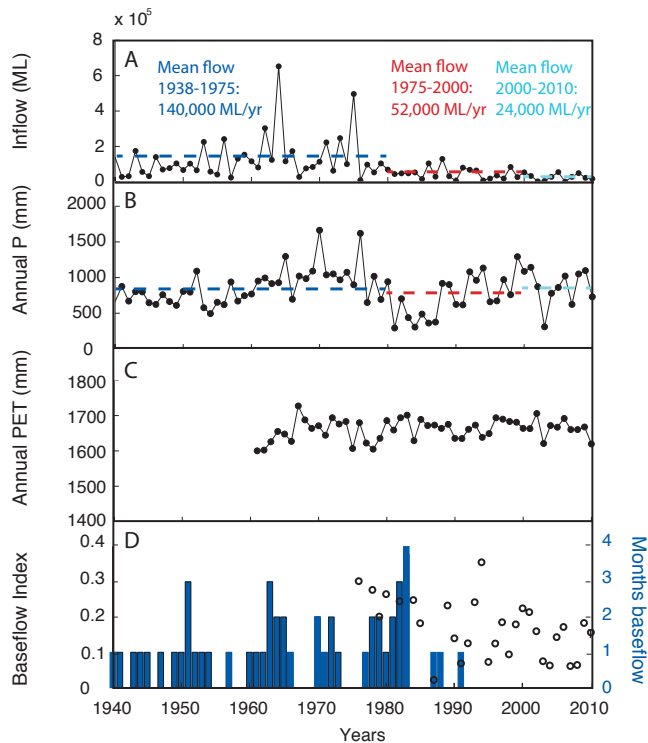 x 10⁵
8
6
4
2
0
Inflow (ML)
A
Mean flow
1938-1975:
140,000 ML/yr
Mean flow
1975-2000:
52,000 ML/yr
Mean flow
2000-2010:
24,000 ML/yr
2000
1500
1000
500
0
Annual P (mm)
B
1800
1700
1600
1500
1400
Annual PET (mm)
C
0.4
0.3
0.2
0.1
0.0
Baseflow Index
D
4
3
2
1
0
Months baseflow
1940 1950 1960 1970 1980 1990 2000 2010
Years